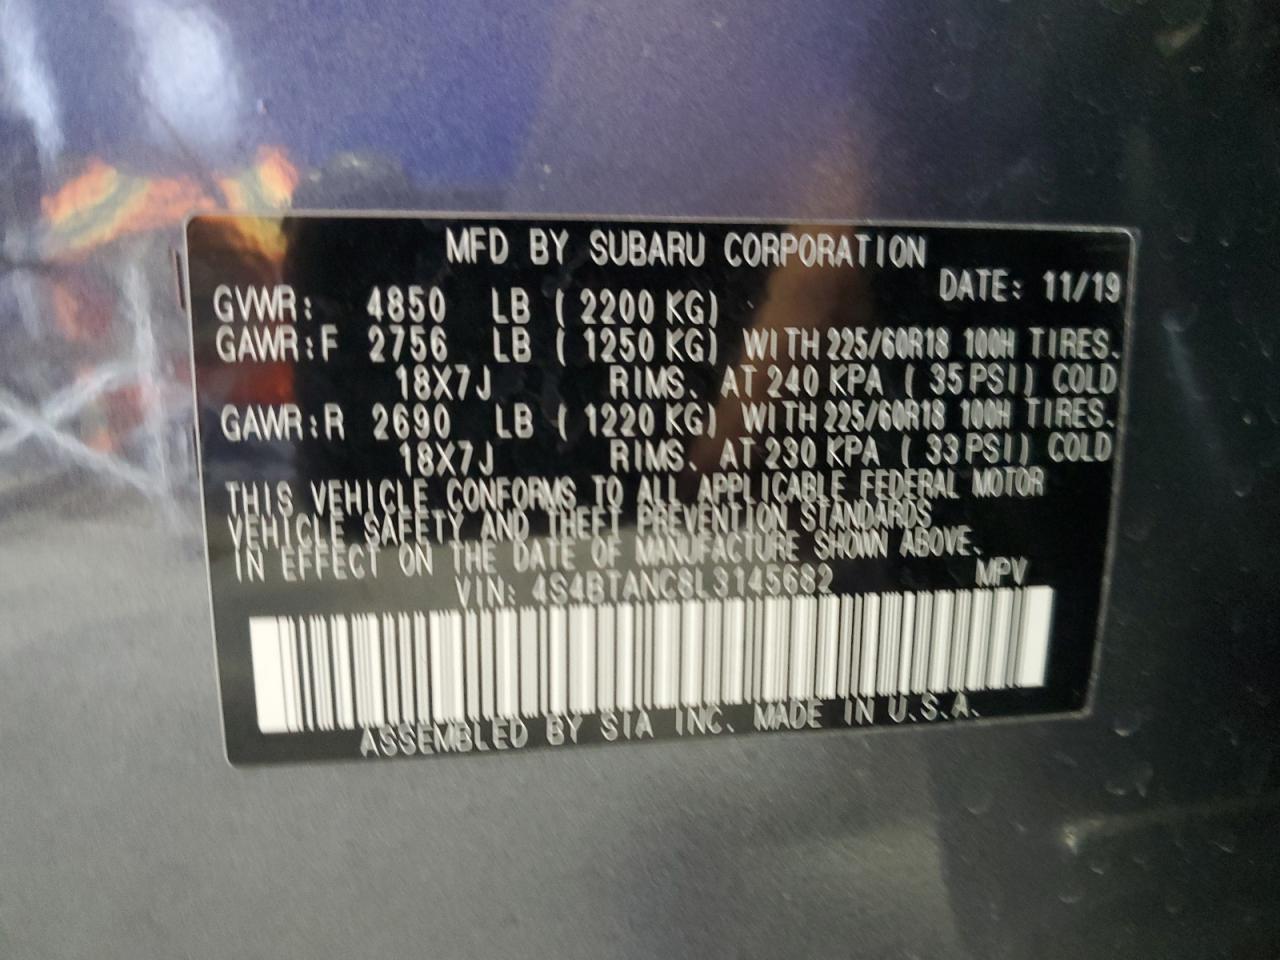 MFD BY SUBARU CORPORATION
DATE: 11/19
GVWR: 4850 LB ( 2200 KG)
GAWR:F 2756 LB ( 1250 KG) WITH 225/60R18 100H TIRES.
18X7J RIMS. AT 240 KPA ( 35 PSI) COLD
GAWR:R 2690 LB ( 1220 KG) WITH 225/60R18 100H TIRES.
18X7J RIMS. AT 230 KPA ( 33 PSI) COLD
THIS VEHICLE CONFORMS TO ALL APPLICABLE FEDERAL MOTOR
VEHICLE SAFETY AND THEFT PREVENTION STANDARDS
IN EFFECT ON THE DATE OF MANUFACTURE SHOWN ABOVE.
VIN: 4S4BTANC8L3145682 MPV
ASSEMBLED BY SIA INC. MADE IN U.S.A.